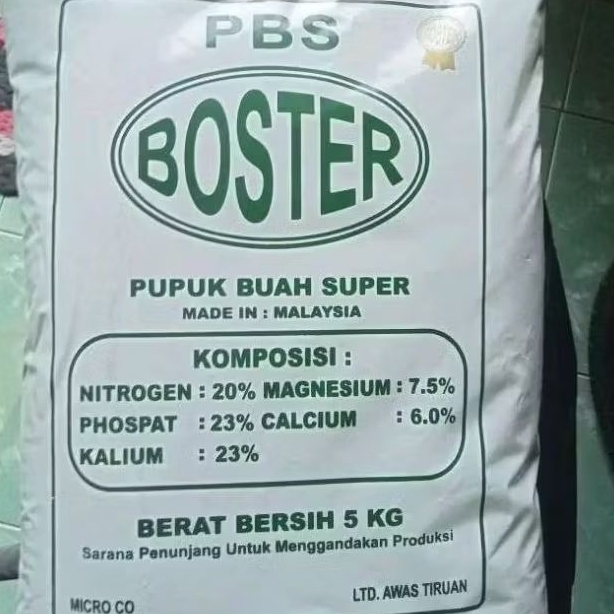 PBS
BOSTER
PUPUK BUAH SUPER
MADE IN : MALAYSIA
KOMPOSISI :
NITROGEN : 20% MAGNESIUM : 7.5%
PHOSPAT : 23% CALCIUM : 6.0%
KALIUM : 23%
BERAT BERSIH 5 KG
Sarana Penunjang Untuk Menggandakan Produksi
MICRO CO LTD. AWAS TIRUAN